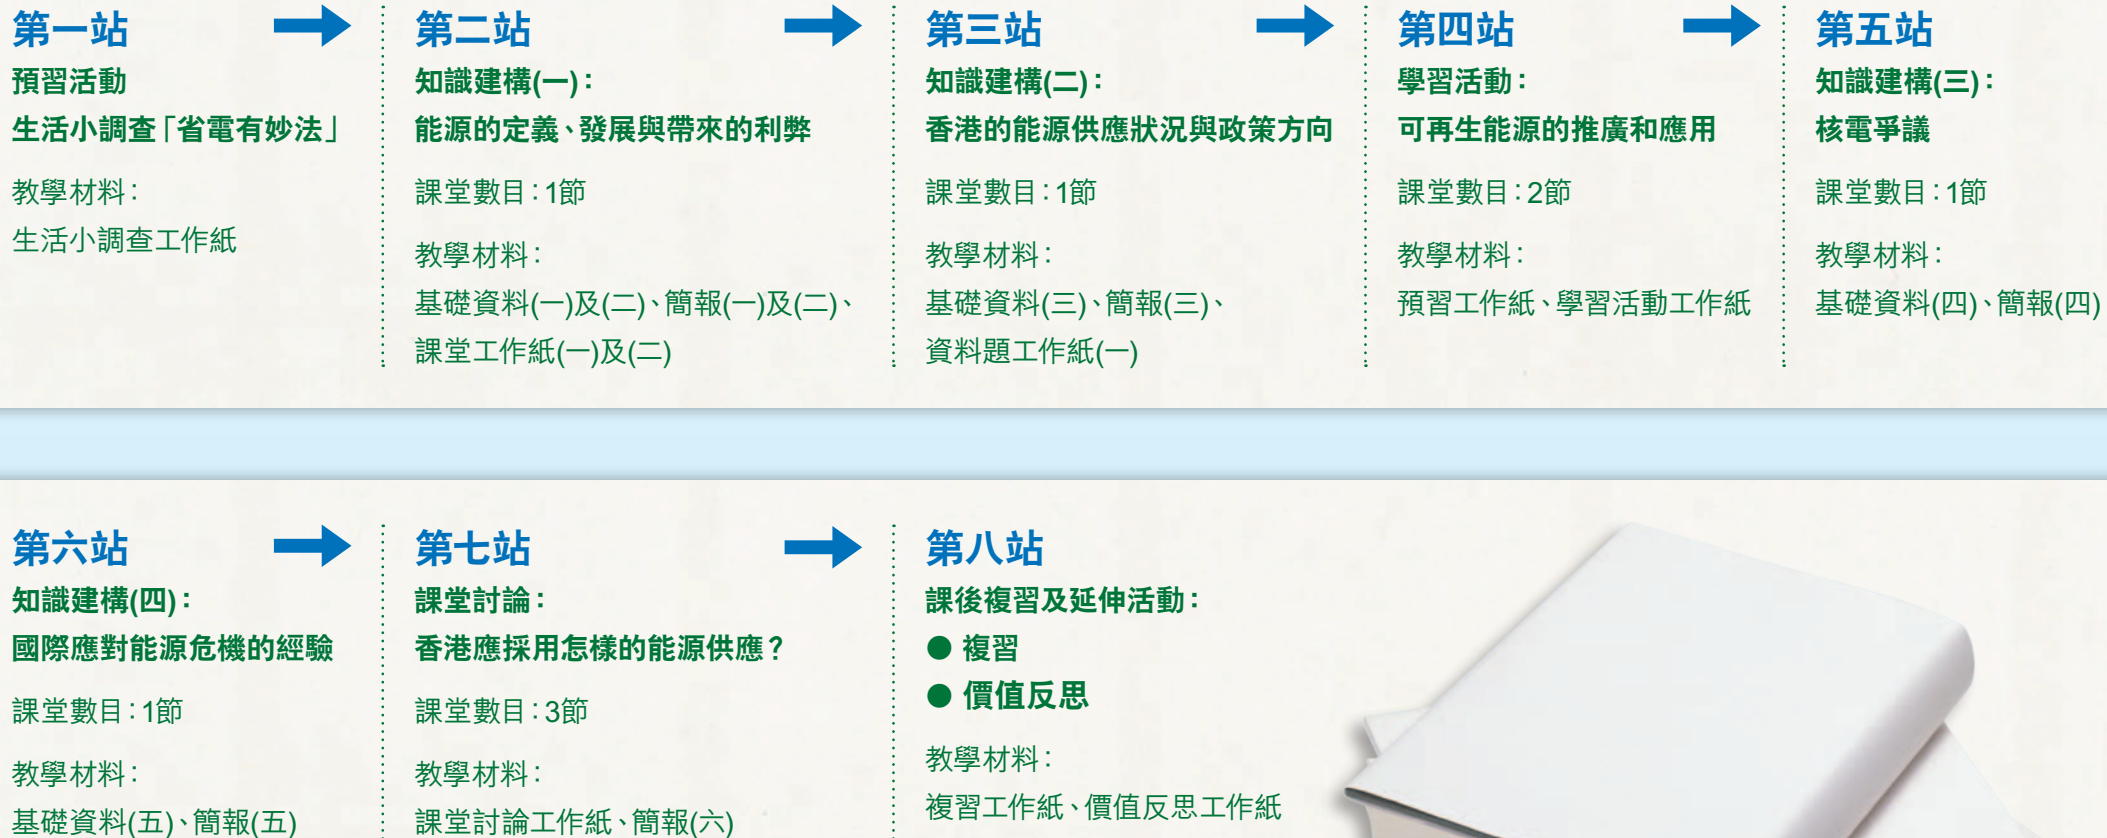 第一站
預習活動
生活小調查「省電有妙法」
教學材料：
生活小調查工作紙
第二站
知識建構(一)：
能源的定義、發展與帶來的利弊
課堂數目：1節
教學材料：
基礎資料(一)及(二)、簡報(一)及(二)、
課堂工作紙(一)及(二)
第三站
知識建構(二)：
香港的能源供應狀況與政策方向
課堂數目：1節
教學材料：
基礎資料(三)、簡報(三)、
資料題工作紙(一)
第四站
學習活動：
可再生能源的推廣和應用
課堂數目：2節
教學材料：
預習工作紙、學習活動工作紙
第五站
知識建構(三)：
核電爭議
課堂數目：1節
教學材料：
基礎資料(四)、簡報(四)
第六站
知識建構(四)：
國際應對能源危機的經驗
課堂數目：1節
教學材料：
基礎資料(五)、簡報(五)
第七站
課堂討論：
香港應採用怎樣的能源供應？
課堂數目：3節
教學材料：
課堂討論工作紙、簡報(六)
第八站
課後複習及延伸活動：
● 複習
● 價值反思
教學材料：
複習工作紙、價值反思工作紙